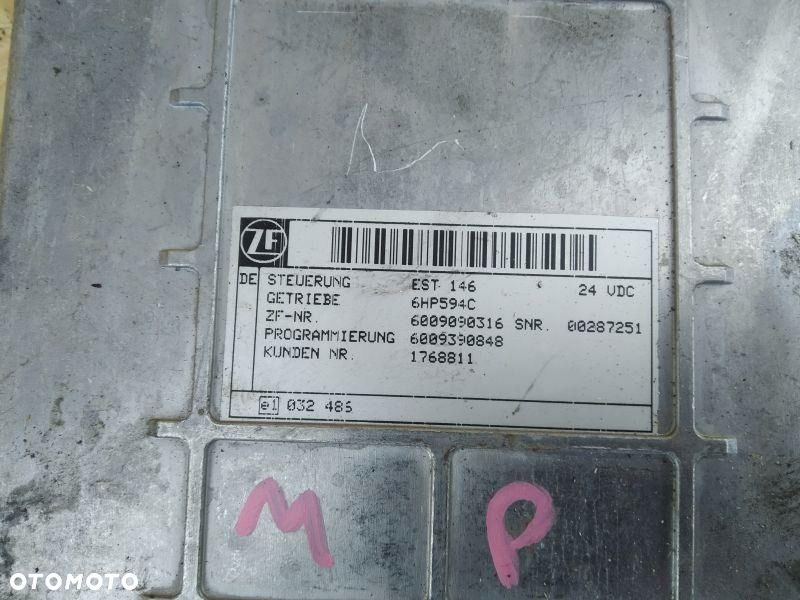 ZF
DE STEUERUNG EST 146 24 VDC
GETRIEBE 6HP594C
ZF-NR. 6009090316 SNR. 00287251
PROGRAMMIERUNG 6009390848
KUNDEN NR. 1768811
e1 032 486
M P
OTOMOTO